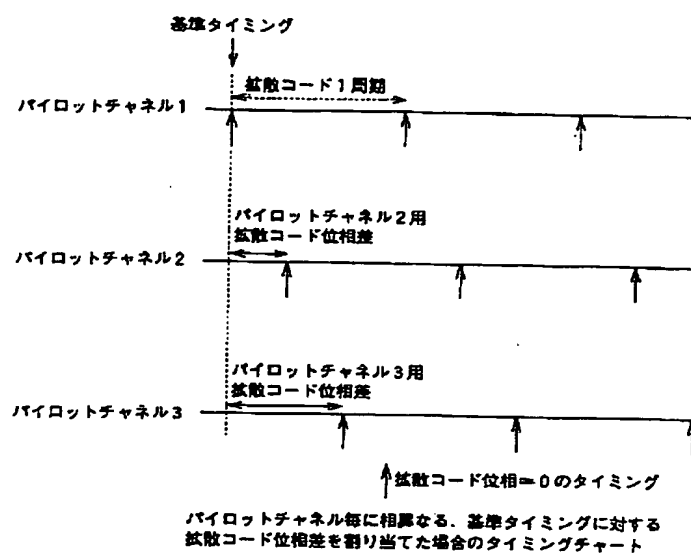 基準タイミング
拡散コード1周期
パイロットチャネル1
パイロットチャネル2用
拡散コード位相差
パイロットチャネル2
パイロットチャネル3用
拡散コード位相差
パイロットチャネル3
拡散コード位相=0のタイミング
パイロットチャネル毎に相異なる、基準タイミングに対する
拡散コード位相差を割り当てた場合のタイミングチャート